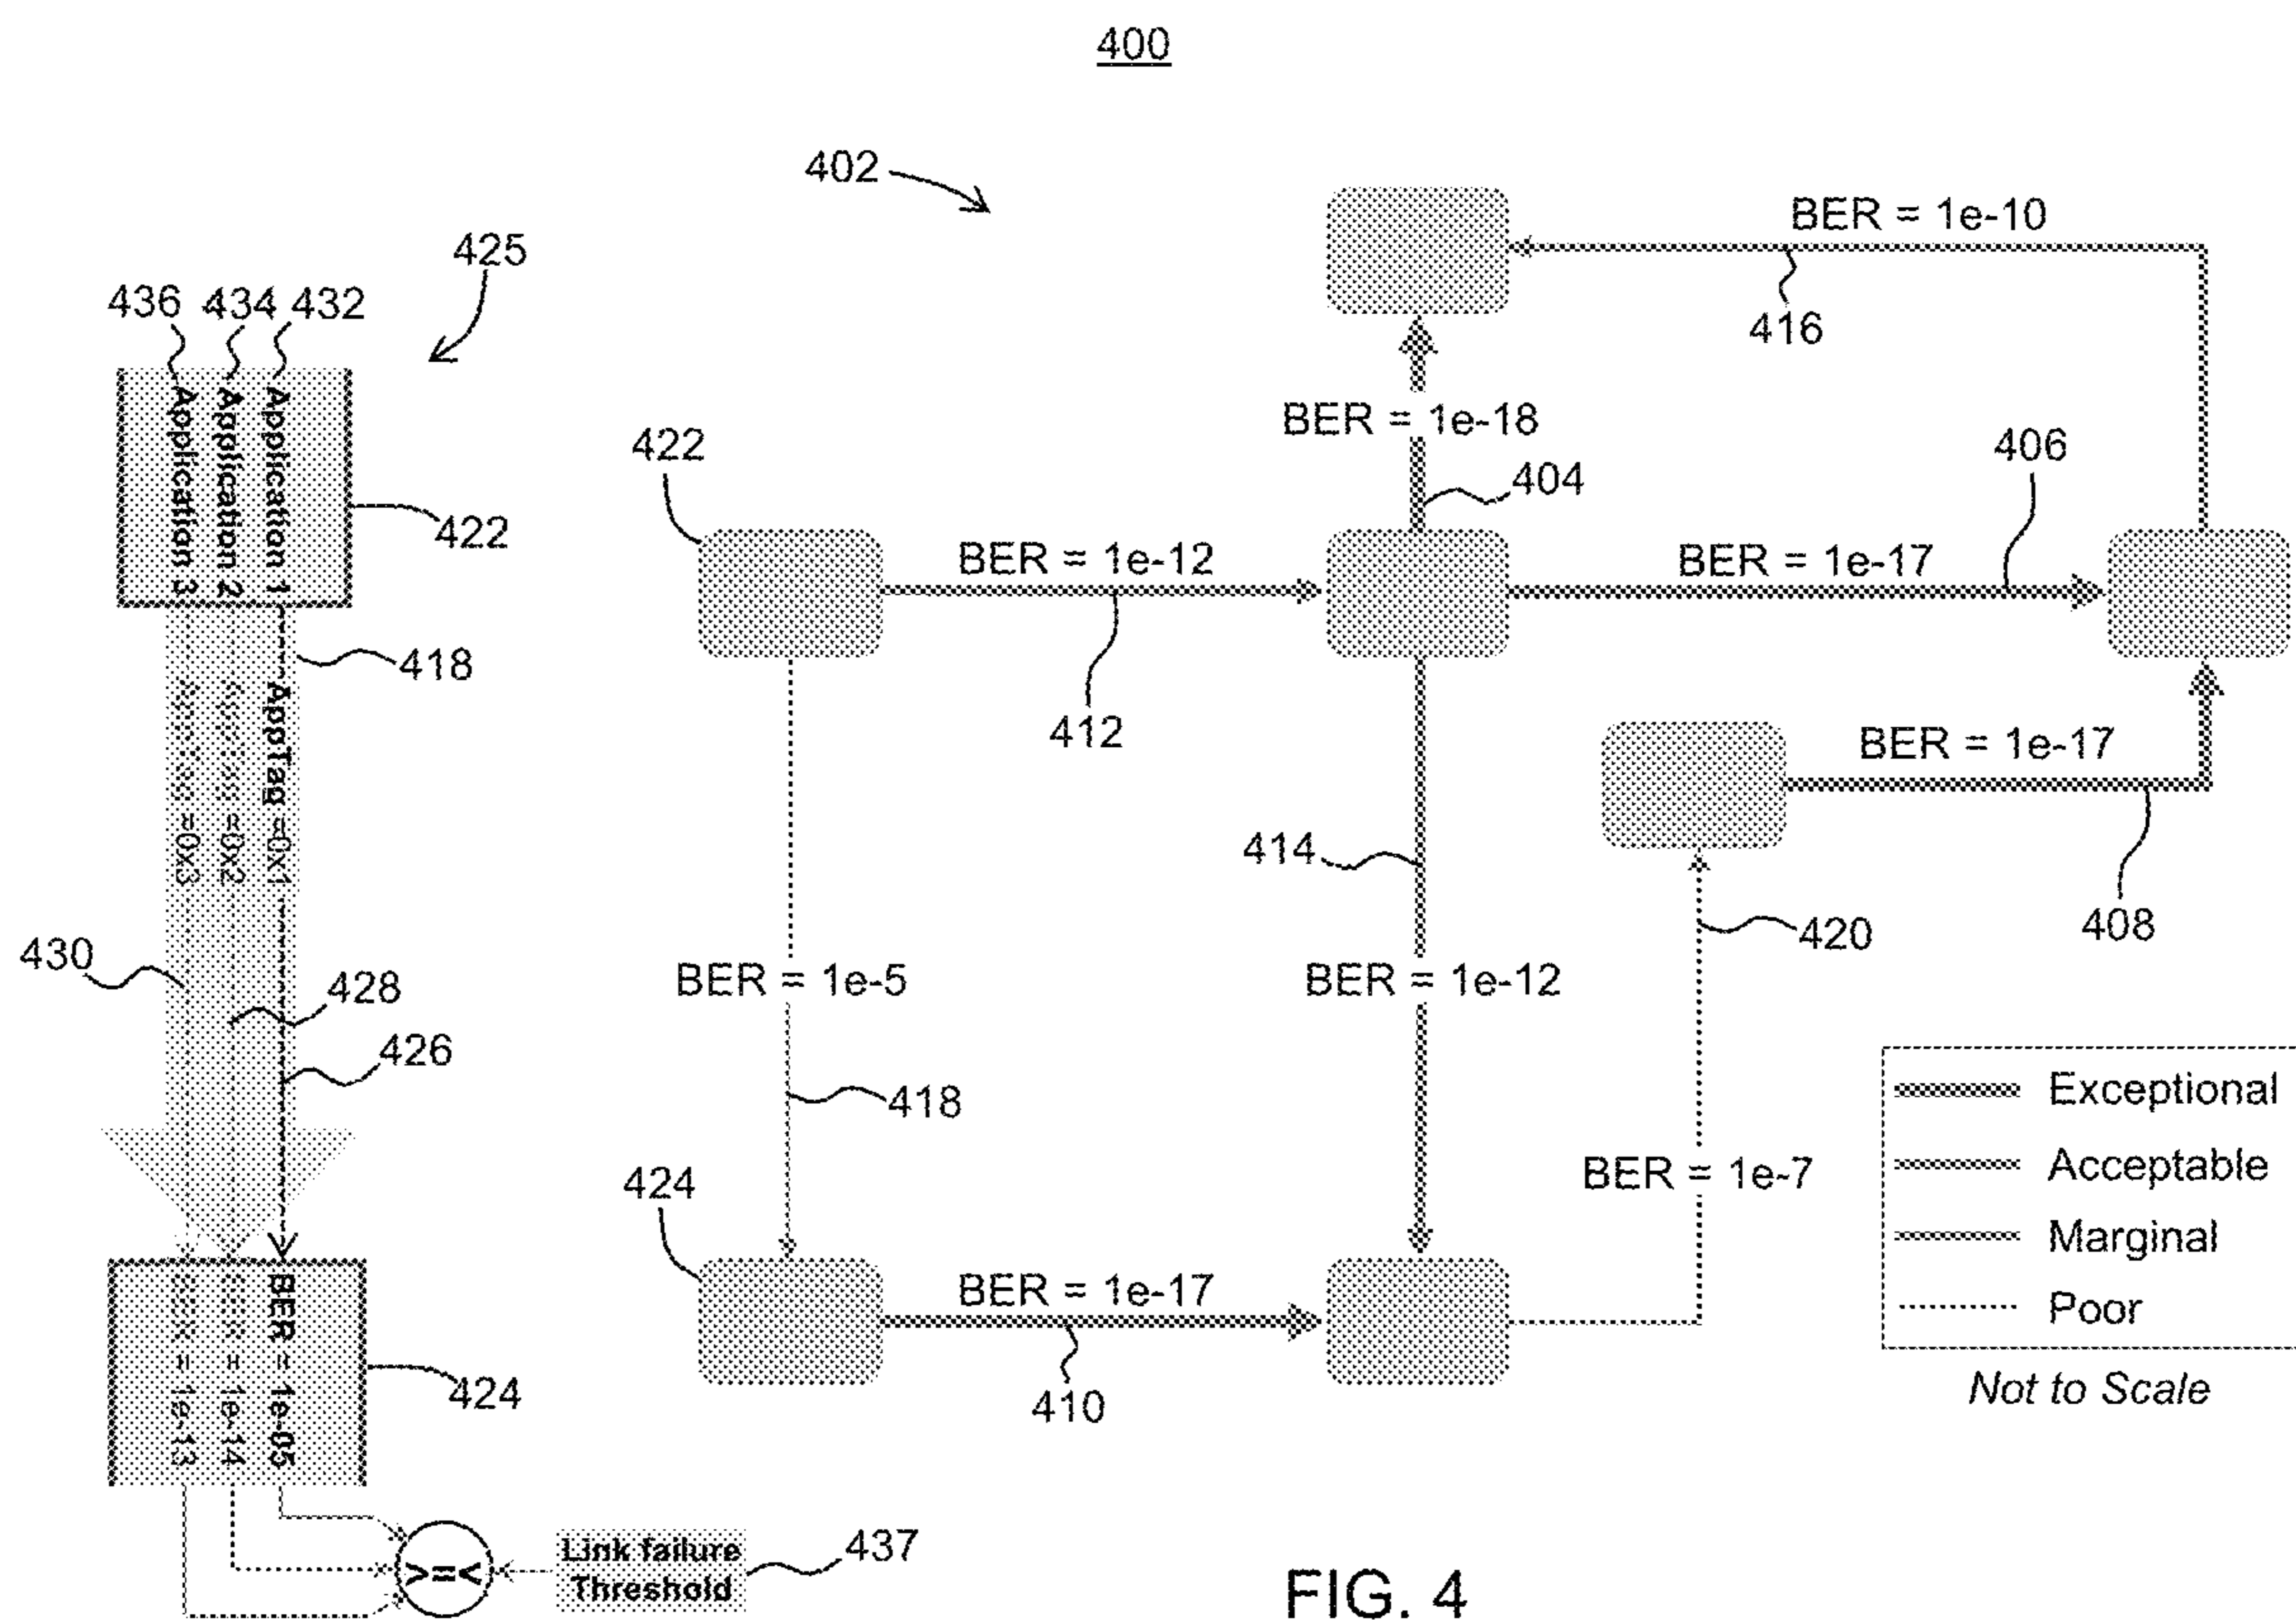 400
402
425
436 434 432
Application 1
Application 2
Application 3
422
418
AppTag =0x1
=0x2
=0x3
430
428
426
BER = 1e-05
BER = 1e-14
BER = 1e-13
424
>=<
Link failure
Threshold
437
BER = 1e-10
416
BER = 1e-18
404
406
422
BER = 1e-12
412
BER = 1e-17
BER = 1e-17
408
414
420
BER = 1e-5
BER = 1e-12
418
BER = 1e-7
424
BER = 1e-17
410
Exceptional
Acceptable
Marginal
Poor
Not to Scale
FIG. 4